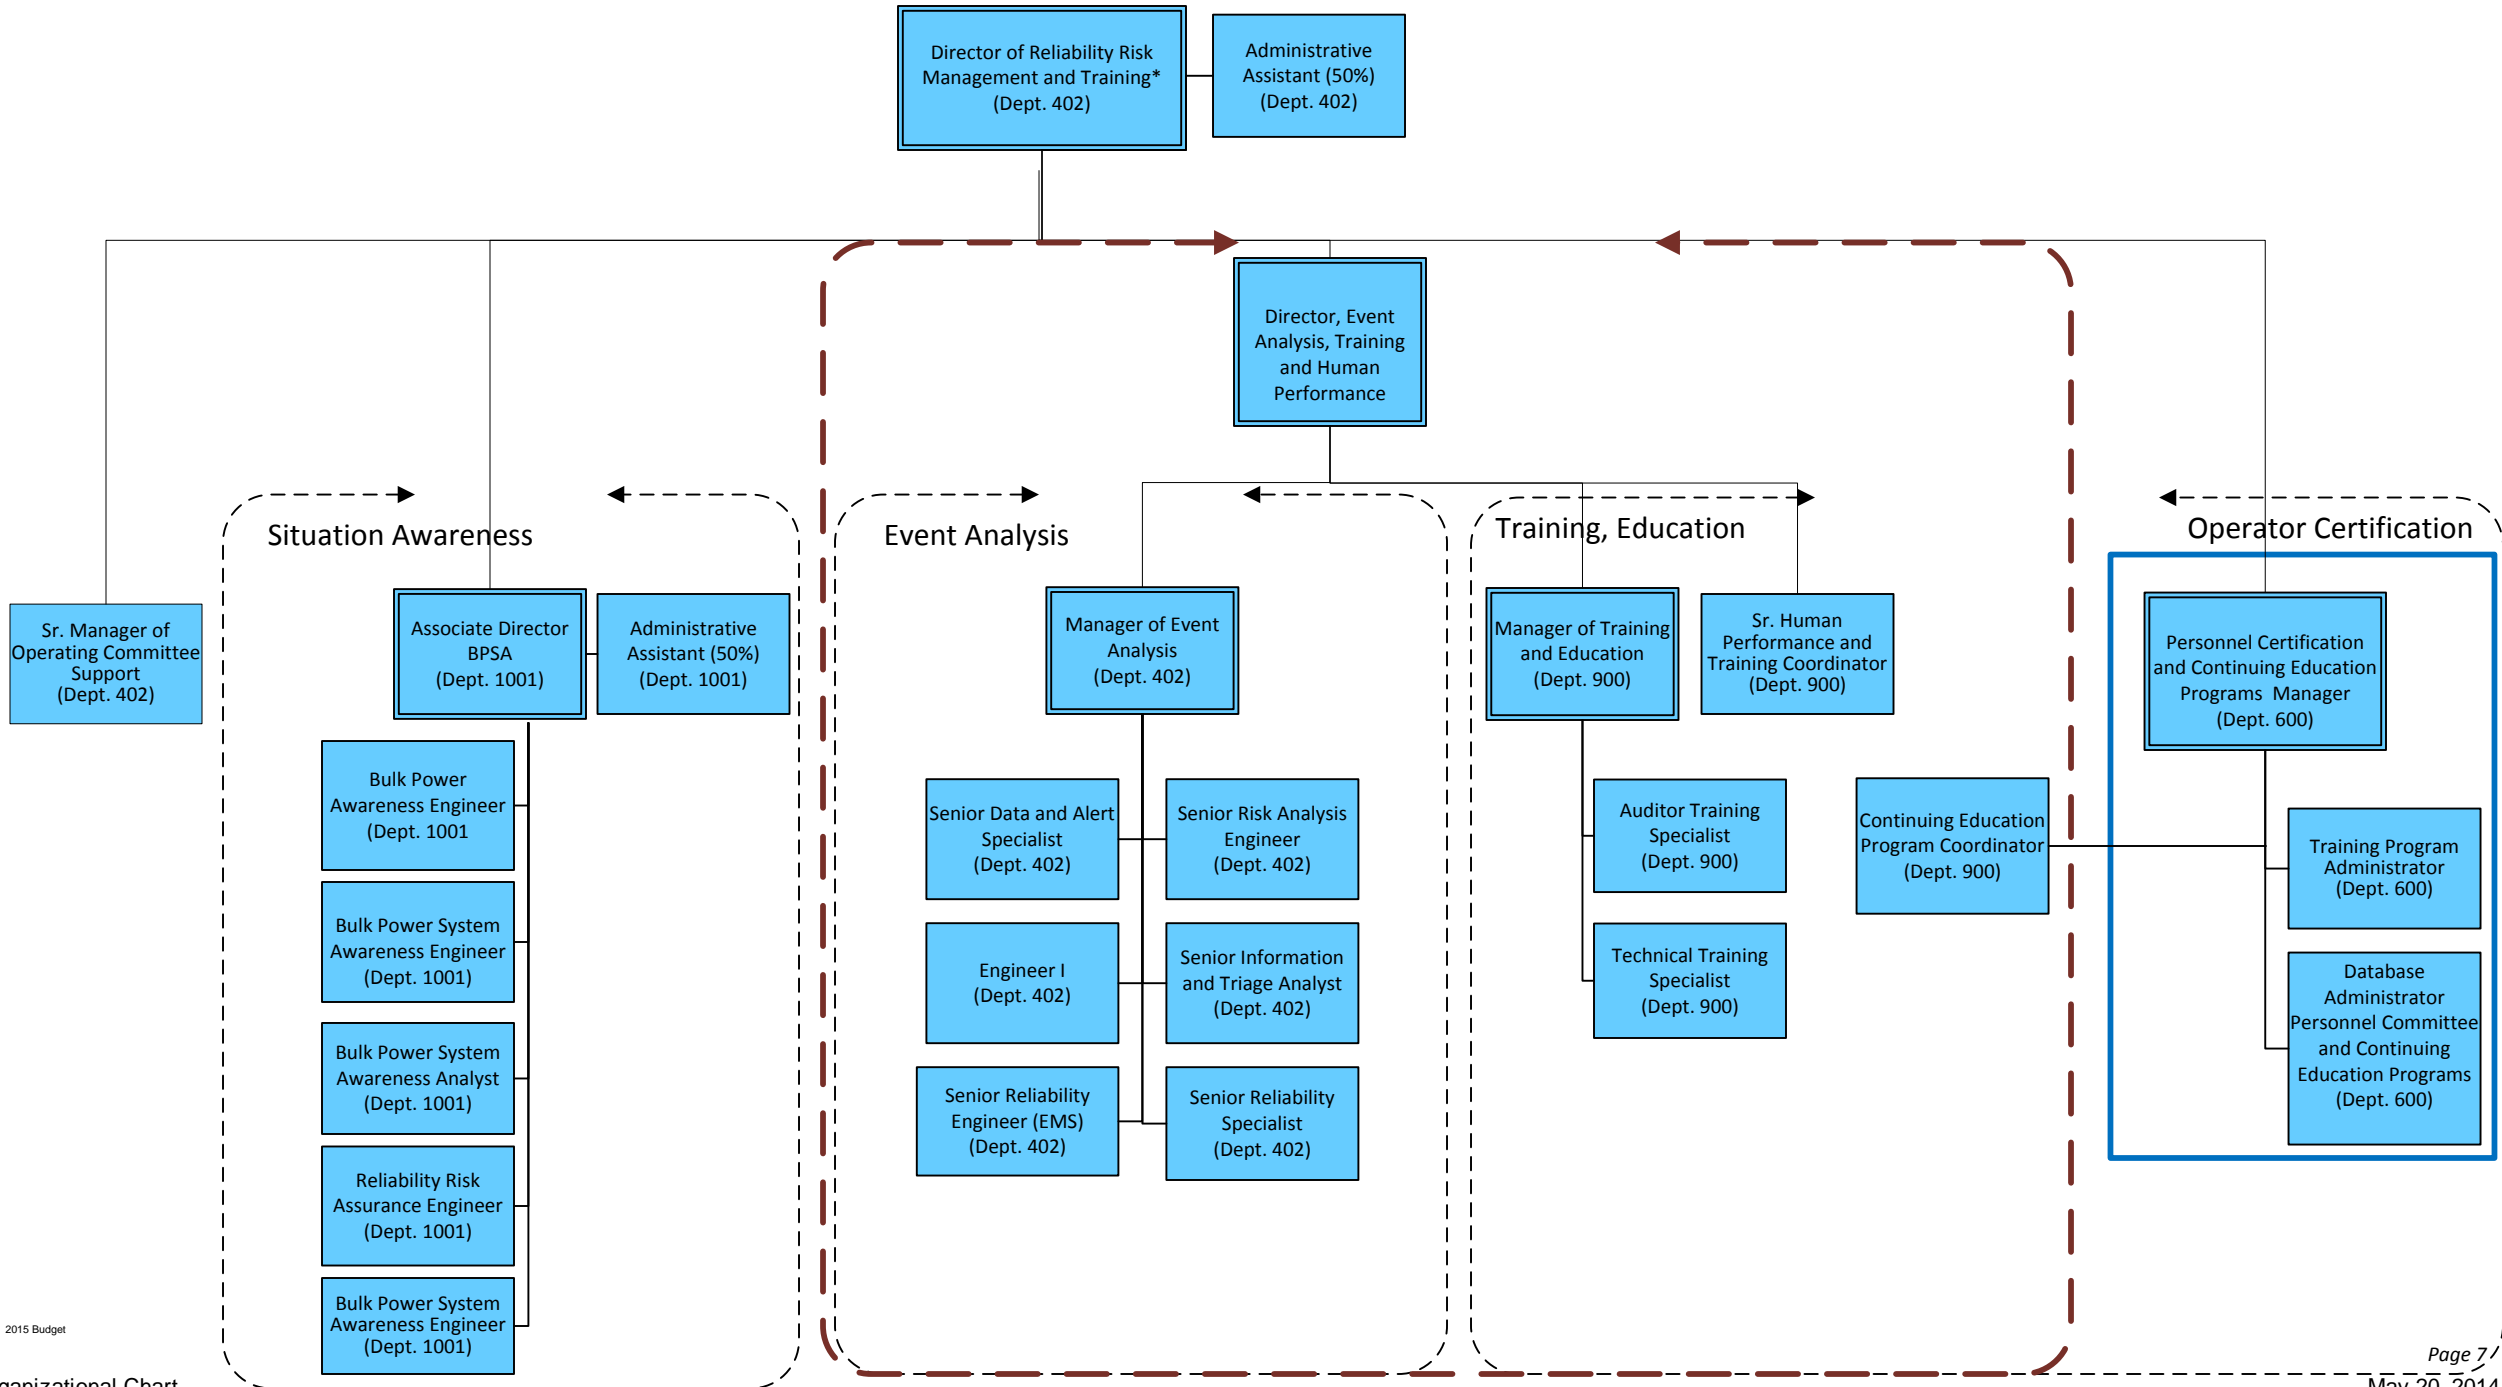 Director of Reliability Risk
Management and Training*
(Dept. 402)
Administrative
Assistant (50%)
(Dept. 402)
Director, Event
Analysis, Training
and Human
Performance
Situation Awareness
Event Analysis
Training, Education
Operator Certification
Sr. Manager of
Operating Committee
Support
(Dept. 402)
Associate Director
BPSA
(Dept. 1001)
Administrative
Assistant (50%)
(Dept. 1001)
Manager of Event
Analysis
(Dept. 402)
Manager of Training
and Education
(Dept. 900)
Sr. Human
Performance and
Training Coordinator
(Dept. 900)
Personnel Certification
and Continuing Education
Programs Manager
(Dept. 600)
Bulk Power
Awareness Engineer
(Dept. 1001
Bulk Power System
Awareness Engineer
(Dept. 1001)
Bulk Power System
Awareness Analyst
(Dept. 1001)
Reliability Risk
Assurance Engineer
(Dept. 1001)
Bulk Power System
Awareness Engineer
(Dept. 1001)
Senior Data and Alert
Specialist
(Dept. 402)
Senior Risk Analysis
Engineer
(Dept. 402)
Engineer I
(Dept. 402)
Senior Information
and Triage Analyst
(Dept. 402)
Senior Reliability
Engineer (EMS)
(Dept. 402)
Senior Reliability
Specialist
(Dept. 402)
Auditor Training
Specialist
(Dept. 900)
Technical Training
Specialist
(Dept. 900)
Continuing Education
Program Coordinator
(Dept. 900)
Training Program
Administrator
(Dept. 600)
Database
Administrator
Personnel Committee
and Continuing
Education Programs
(Dept. 600)
2015 Budget
Page 7
ganizational Chart
May 20, 2014